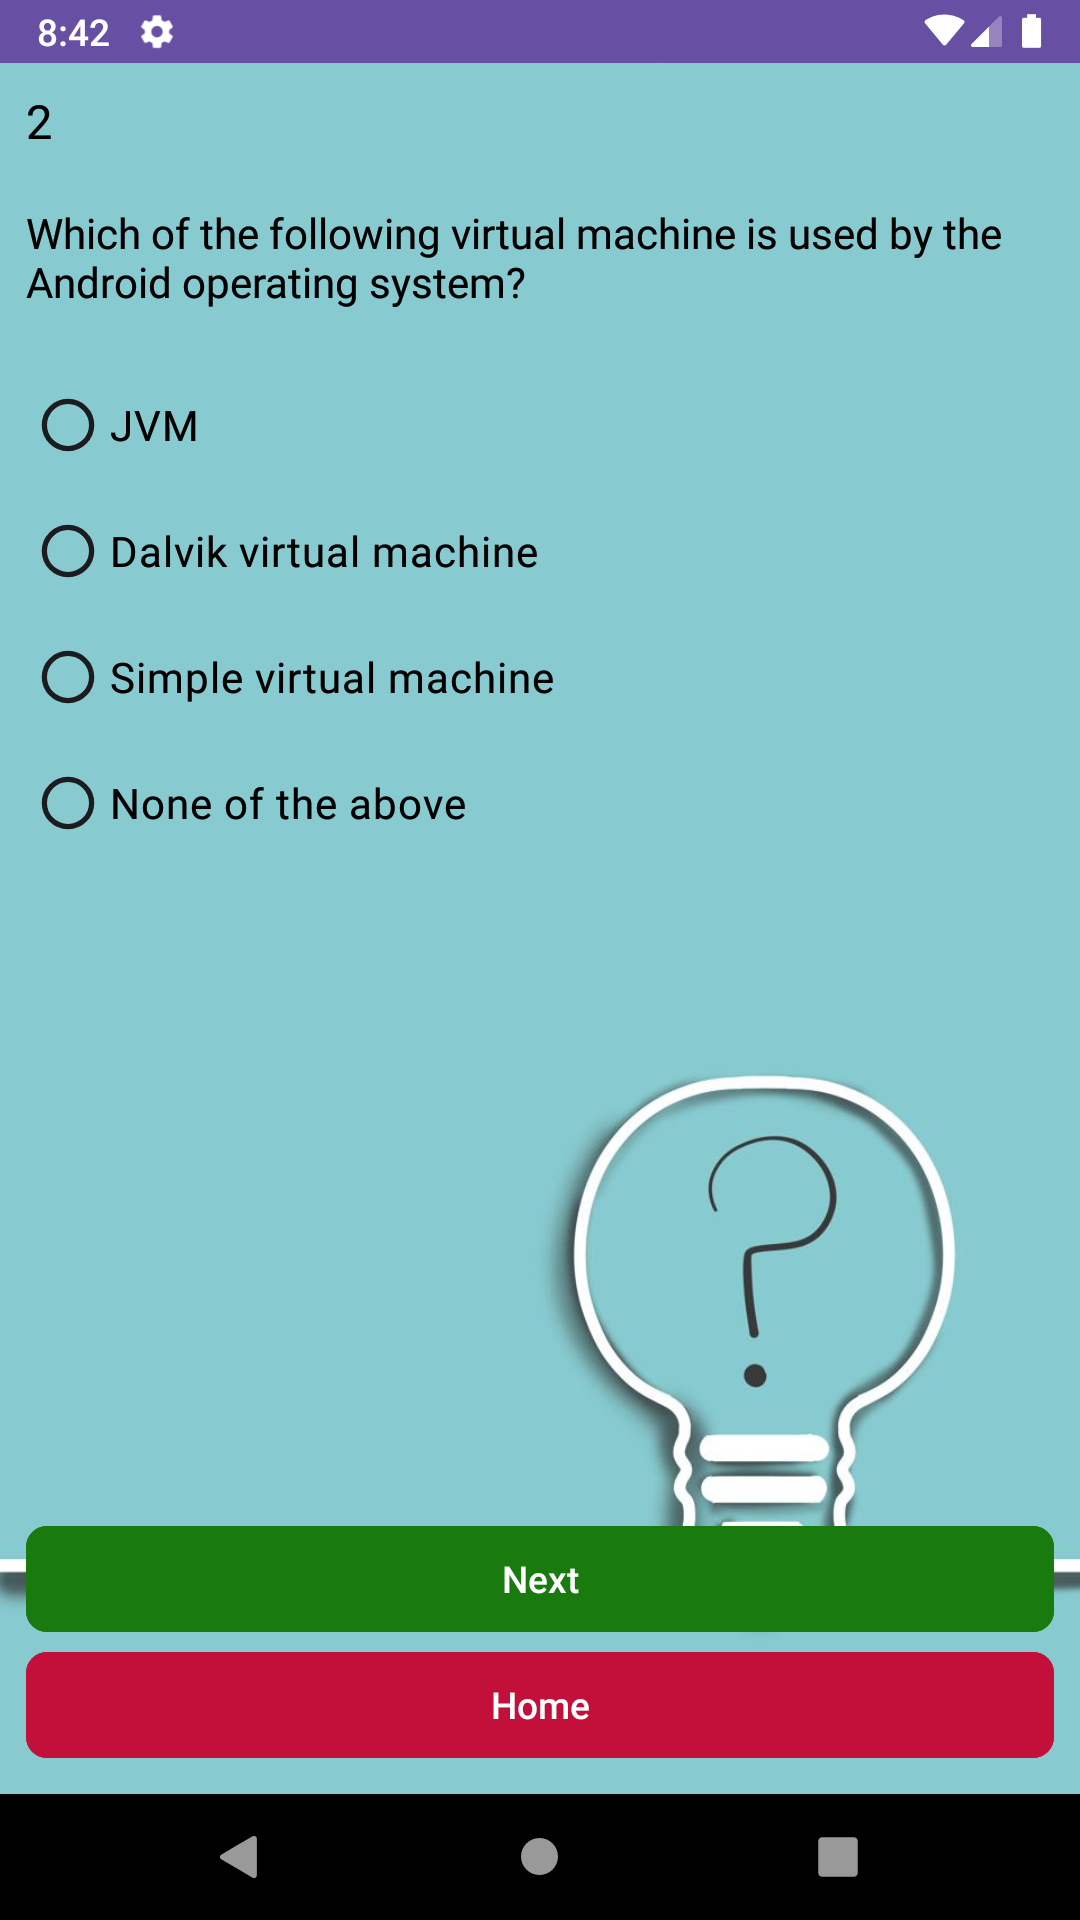 8:42
2
Which of the following virtual machine is used by the
Android operating system?
JVM
Dalvik virtual machine
Simple virtual machine
None of the above
?
Next
Home